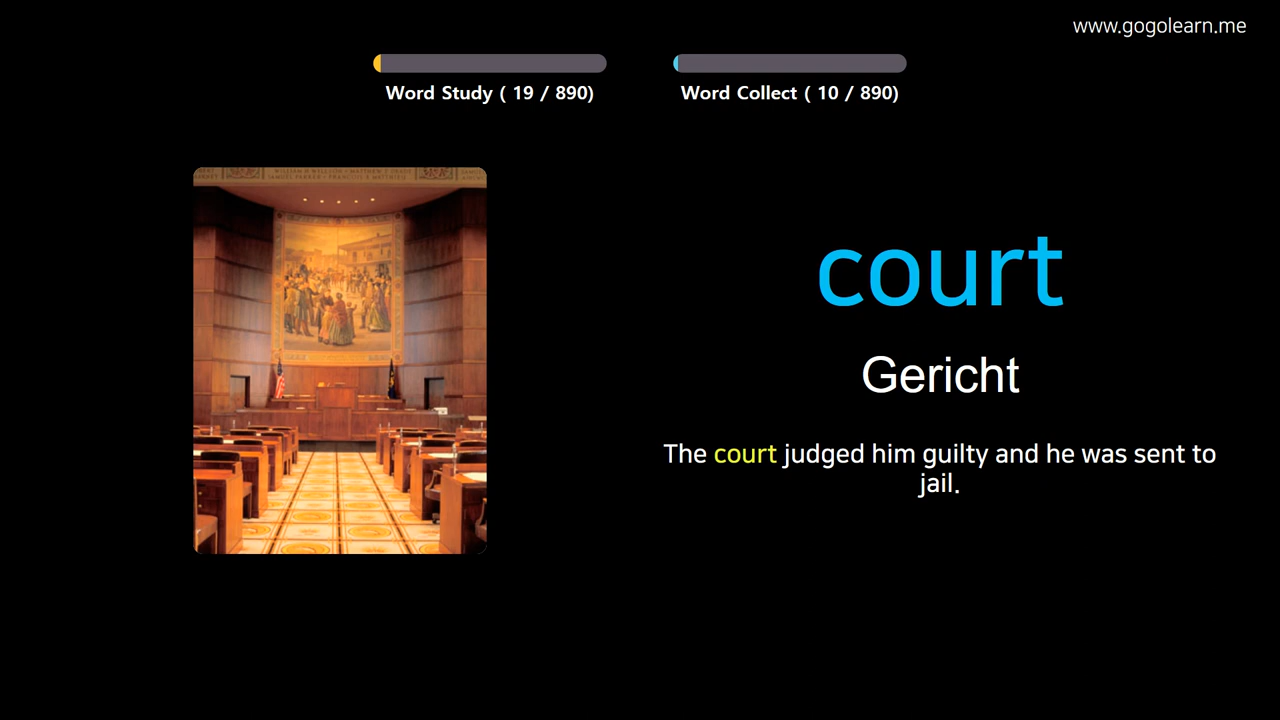 www.gogolearn.me
Word Study ( 19 / 890)
Word Collect ( 10 / 890)
court
Gericht
The court judged him guilty and he was sent to
jail.